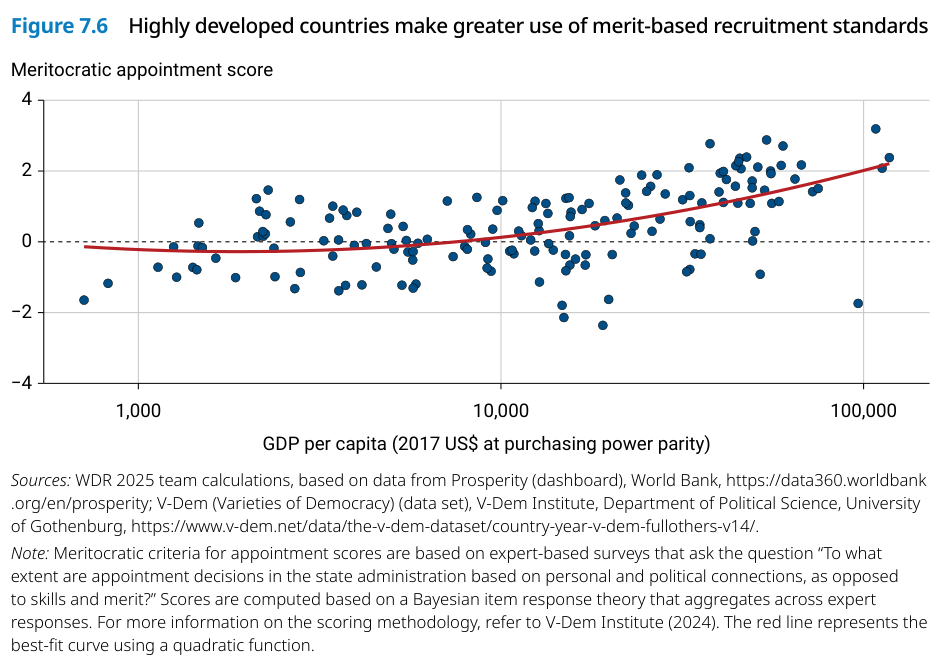 Figure 7.6 Highly developed countries make greater use of merit-based recruitment standards
Meritocratic appointment score
4
2
0
−2
−4
1,000
10,000
100,000
GDP per capita (2017 US$ at purchasing power parity)
Sources: WDR 2025 team calculations, based on data from Prosperity (dashboard), World Bank, https://data360.worldbank
.org/en/prosperity; V-Dem (Varieties of Democracy) (data set), V-Dem Institute, Department of Political Science, University
of Gothenburg, https://www.v-dem.net/data/the-v-dem-dataset/country-year-v-dem-fullothers-v14/.
Note: Meritocratic criteria for appointment scores are based on expert-based surveys that ask the question “To what
extent are appointment decisions in the state administration based on personal and political connections, as opposed
to skills and merit?” Scores are computed based on a Bayesian item response theory that aggregates across expert
responses. For more information on the scoring methodology, refer to V-Dem Institute (2024). The red line represents the
best-fit curve using a quadratic function.